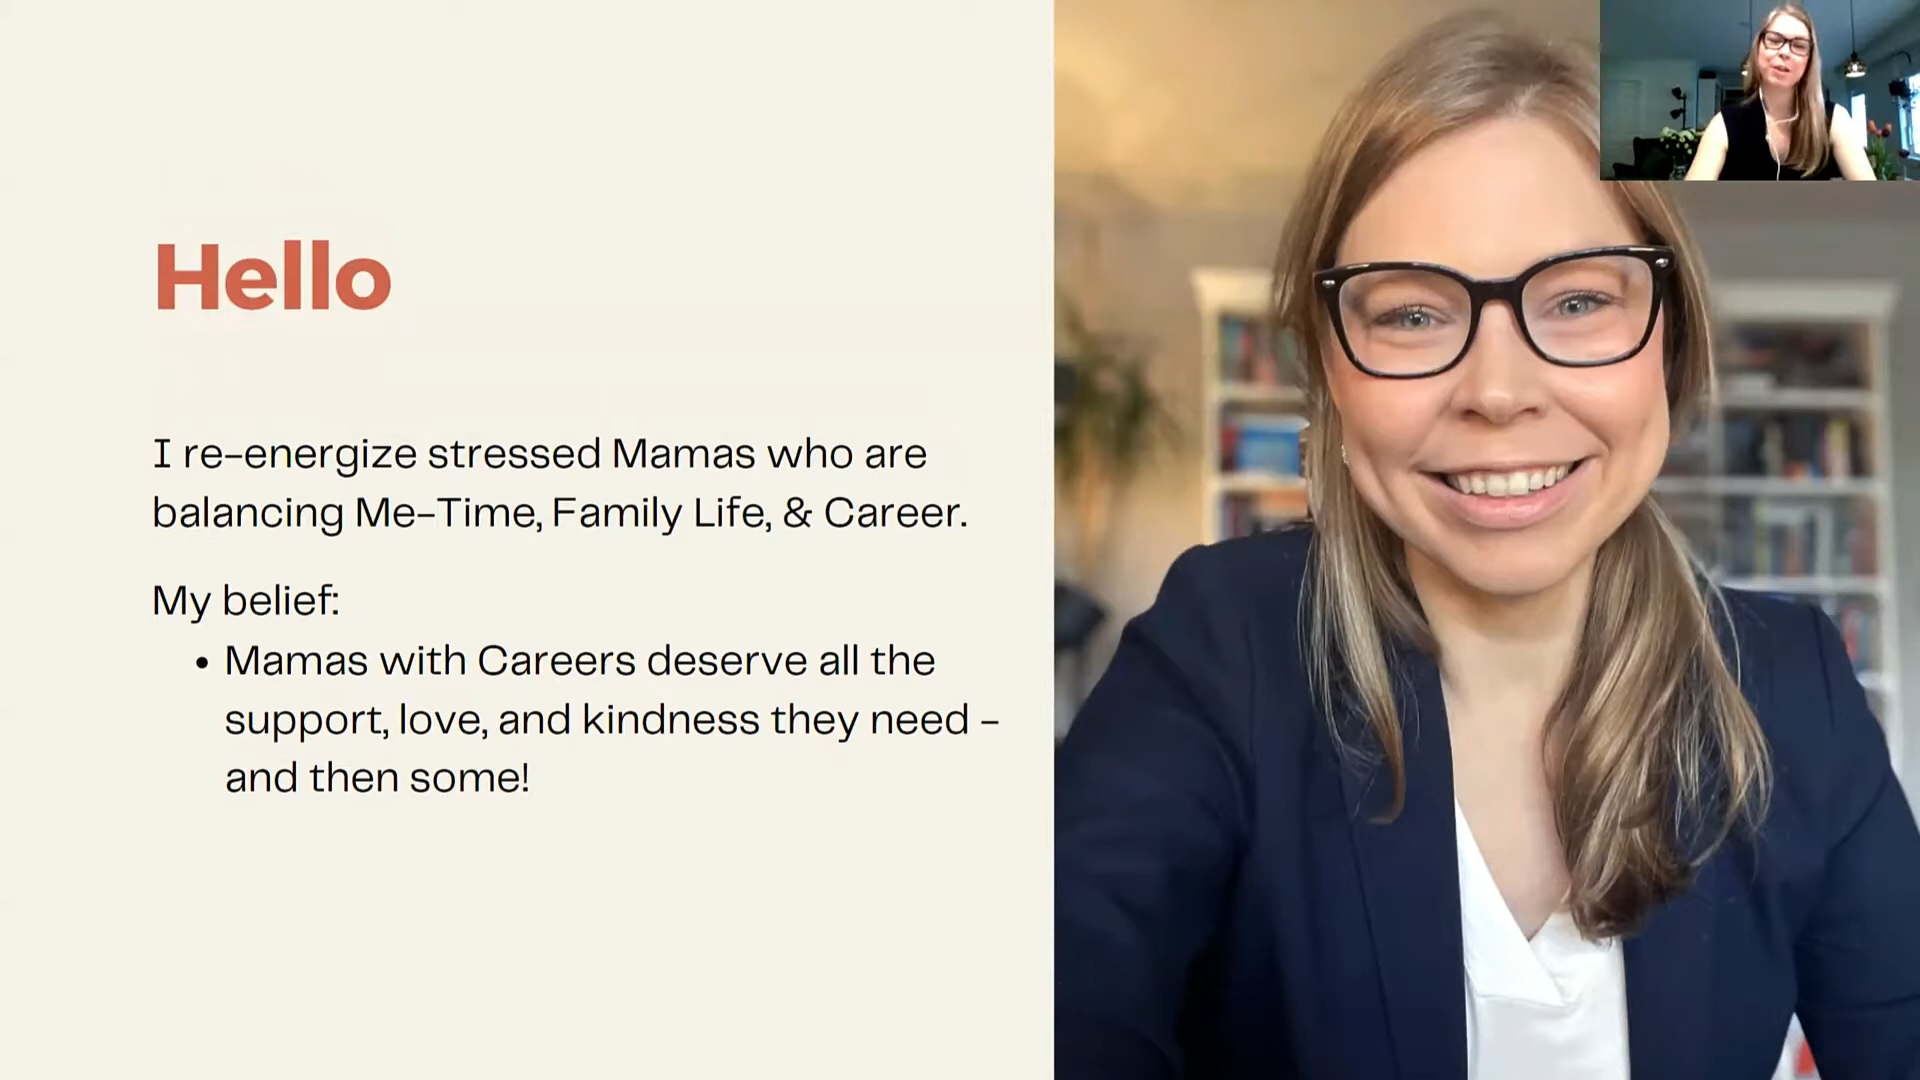 Hello
I re-energize stressed Mamas who are
balancing Me-Time, Family Life, & Career.
My belief:
• Mamas with Careers deserve all the
support, love, and kindness they need -
and then some!